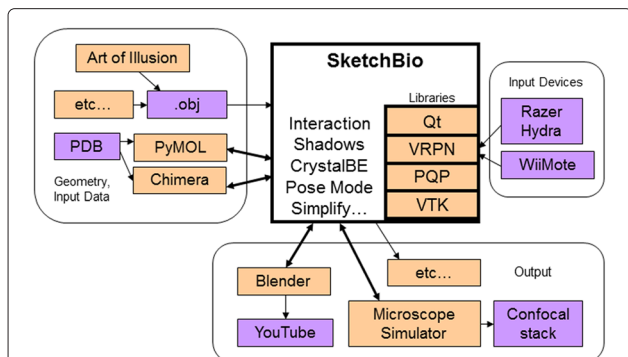 Art of Illusion
etc...
.obj
PDB
PyMOL
Chimera
Geometry,
Input Data
SketchBio
Interaction
Shadows
CrystalBE
Pose Mode
Simplify...
Libraries
Qt
VRPN
PQP
VTK
Input Devices
Razer
Hydra
WiiMote
Blender
YouTube
etc...
Output
Microscope
Simulator
Confocal
stack